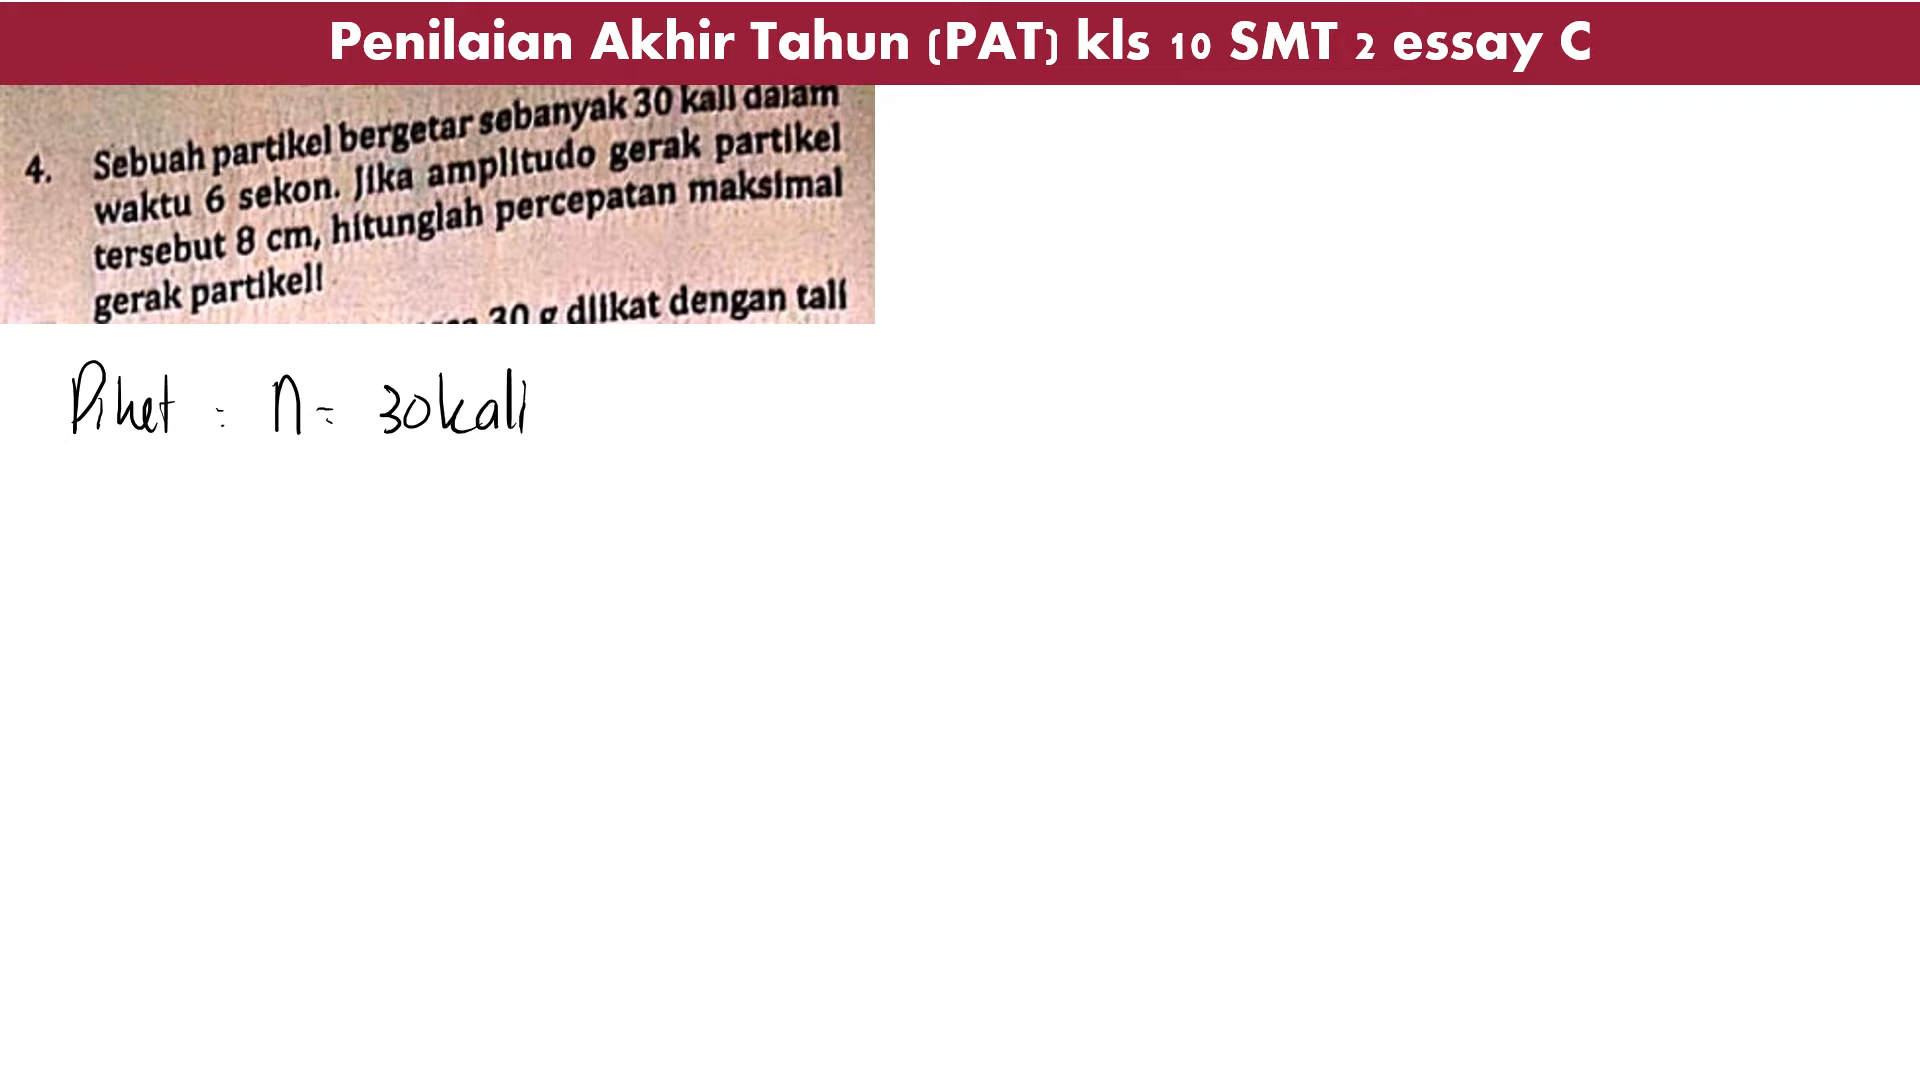 Penilaian Akhir Tahun (PAT) kls 10 SMT 2 essay C
4. Sebuah partikel bergetar sebanyak 30 kali dalam
waktu 6 sekon. Jika amplitudo gerak partikel
tersebut 8 cm, hitunglah percepatan maksimal
gerak partikel!
30 g diikat dengan tali
Diket : n = 30 kali